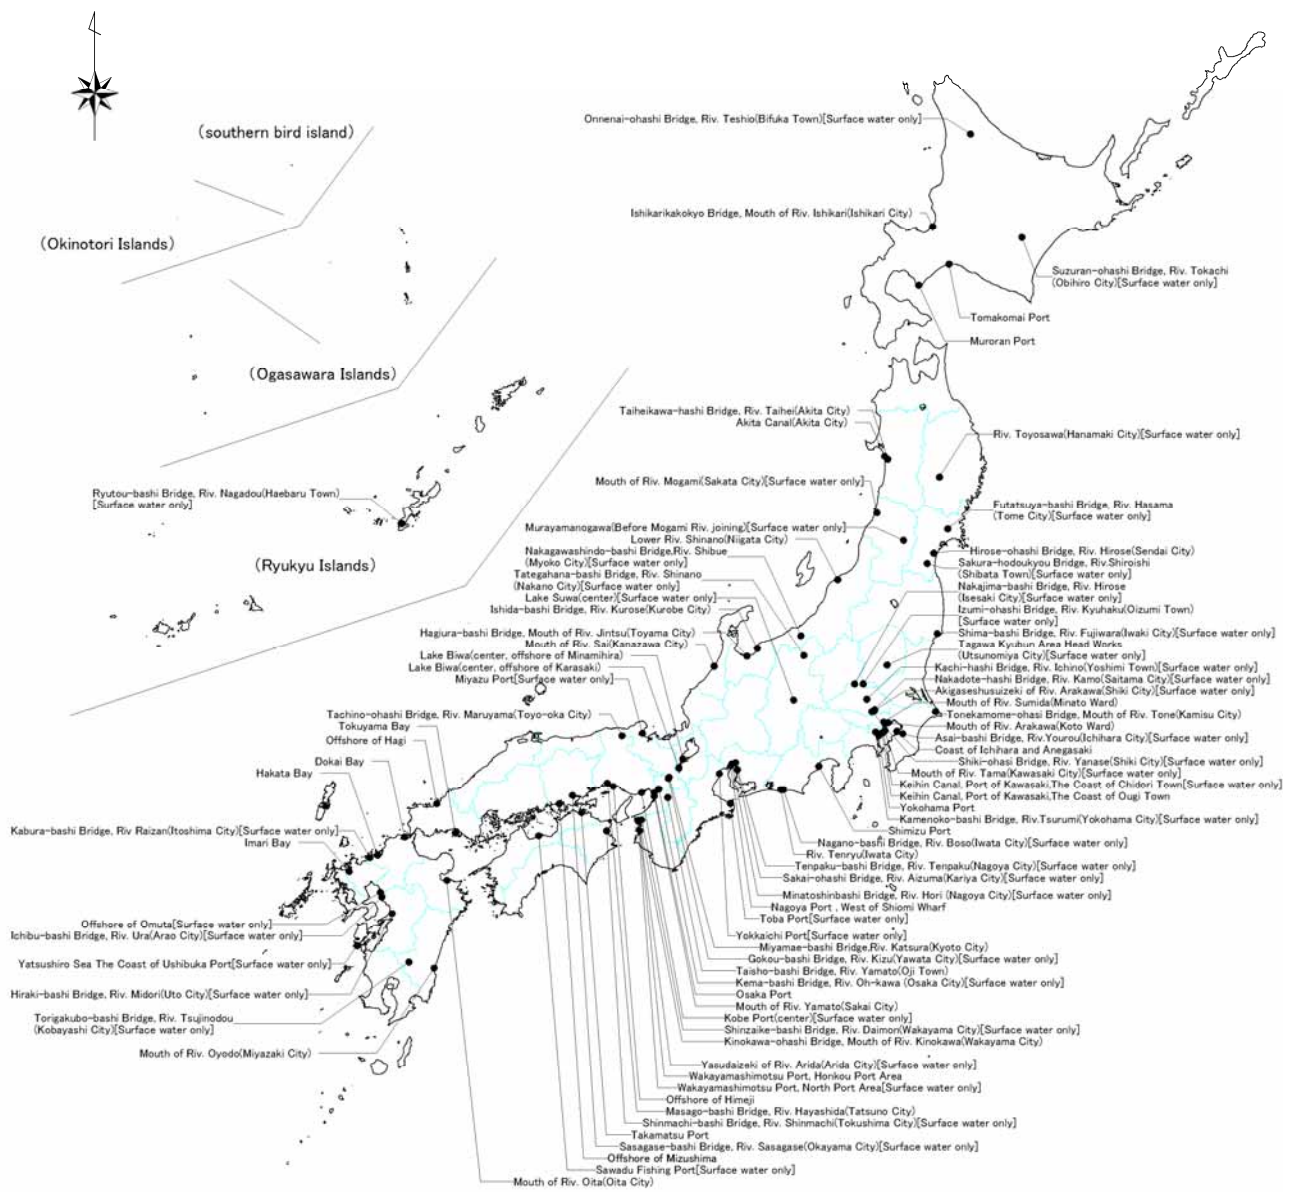 (southern bird island)
Onnenai-ohashi Bridge, Riv. Teshio(Bifuka Town)[Surface water only]
Ishikarikakokyo Bridge, Mouth of Riv. Ishikari(Ishikari City)
(Okinotori Islands)
Suzuran-ohashi Bridge, Riv. Tokachi
(Obihiro City)[Surface water only]
Tomakomai Port
Muroran Port
(Ogasawara Islands)
Taiheikawa-hashi Bridge, Riv. Taihei(Akita City)
Akita Canal(Akita City)
Riv. Toyosawa(Hanamaki City)[Surface water only]
Mouth of Riv. Mogami(Sakata City)[Surface water only]
Ryutou-bashi Bridge, Riv. Nagadou(Haebaru Town)
[Surface water only]
Futatsuya-bashi Bridge, Riv. Hasama
(Tome City)[Surface water only]
Murayamanogawa(Before Mogami Riv. joining)[Surface water only]
Lower Riv. Shinano(Niigata City)
Nakagawashindo-bashi Bridge,Riv. Shibue
(Myoko City)[Surface water only]
Tategahana-bashi Bridge, Riv. Shinano
(Nakano City)[Surface water only]
Lake Suwa(center)[Surface water only]
Ishida-bashi Bridge, Riv. Kurose(Kurobe City)
Hirose-ohashi Bridge, Riv. Hirose(Sendai City)
Sakura-hodoukyou Bridge, Riv.Shiroishi
(Shibata Town)[Surface water only]
Nakajima-bashi Bridge, Riv. Hirose
(Isesaki City)[Surface water only]
Izumi-ohashi Bridge, Riv. Kyuhaku(Oizumi Town)
[Surface water only]
(Ryukyu Islands)
Hagiura-bashi Bridge, Mouth of Riv. Jintsu(Toyama City)
Mouth of Riv. Sai(Kanazawa City)
Lake Biwa(center, offshore of Minamihira)
Lake Biwa(center, offshore of Karasaki)
Miyazu Port[Surface water only]
Shima-bashi Bridge, Riv. Fujiwara(Iwaki City)[Surface water only]
Tagawa Kyubun Area Head Works
(Utsunomiya City)[Surface water only]
Kachi-hashi Bridge, Riv. Ichino(Yoshimi Town)[Surface water only]
Nakadote-hashi Bridge, Riv. Kamo(Saitama City)[Surface water only]
Akigaseshusuizeki of Riv. Arakawa(Shiki City)[Surface water only]
Mouth of Riv. Sumida(Minato Ward)
Tonekamome-ohasi Bridge, Mouth of Riv. Tone(Kamisu City)
Mouth of Riv. Arakawa(Koto Ward)
Asai-bashi Bridge, Riv.Yourou(Ichihara City)[Surface water only]
Coast of Ichihara and Anegasaki
Shiki-ohasi Bridge, Riv. Yanase(Shiki City)[Surface water only]
Mouth of Riv. Tama(Kawasaki City)[Surface water only]
Keihin Canal, Port of Kawasaki,The Coast of Chidori Town[Surface water only]
Keihin Canal, Port of Kawasaki,The Coast of Ougi Town
Yokohama Port
Kamenoko-bashi Bridge, Riv.Tsurumi(Yokohama City)[Surface water only]
Shimizu Port
Tachino-ohashi Bridge, Riv. Maruyama(Toyo-oka City)
Tokuyama Bay
Offshore of Hagi
Dokai Bay
Hakata Bay
Kabura-bashi Bridge, Riv Raizan(Itoshima City)[Surface water only]
Imari Bay
Nagano-bashi Bridge, Riv. Boso(Iwata City)[Surface water only]
Riv. Tenryu(Iwata City)
Tenpaku-bashi Bridge, Riv. Tenpaku(Nagoya City)[Surface water only]
Sakai-ohashi Bridge, Riv. Aizuma(Kariya City)[Surface water only]
Minatoshinbashi Bridge, Riv. Hori (Nagoya City)[Surface water only]
Nagoya Port , West of Shiomi Wharf
Toba Port[Surface water only]
Yokkaichi Port[Surface water only]
Miyamae-bashi Bridge,Riv. Katsura(Kyoto City)
Gokou-bashi Bridge, Riv. Kizu(Yawata City)[Surface water only]
Taisho-bashi Bridge, Riv. Yamato(Oji Town)
Kema-bashi Bridge, Riv. Oh-kawa (Osaka City)[Surface water only]
Osaka Port
Mouth of Riv. Yamato(Sakai City)
Kobe Port(center)[Surface water only]
Shinzaike-bashi Bridge, Riv. Daimon(Wakayama City)[Surface water only]
Kinokawa-ohashi Bridge, Mouth of Riv. Kinokawa(Wakayama City)
Offshore of Omuta[Surface water only]
Ichibu-bashi Bridge, Riv. Ura(Arao City)[Surface water only]
Yatsushiro Sea The Coast of Ushibuka Port[Surface water only]
Hiraki-bashi Bridge, Riv. Midori(Uto City)[Surface water only]
Torigakubo-bashi Bridge, Riv. Tsujinodou
(Kobayashi City)[Surface water only]
Mouth of Riv. Oyodo(Miyazaki City)
Yasudaizeki of Riv. Arida(Arida City)[Surface water only]
Wakayamashimotsu Port, Honkou Port Area
Wakayamashimotsu Port, North Port Area[Surface water only]
Offshore of Himeji
Masago-bashi Bridge, Riv. Hayashida(Tatsuno City)
Shinmachi-bashi Bridge, Riv. Shinmachi(Tokushima City)[Surface water only]
Takamatsu Port
Sasagase-bashi Bridge, Riv. Sasagase(Okayama City)[Surface water only]
Offshore of Mizushima
Sawadu Fishing Port[Surface water only]
Mouth of Riv. Oita(Oita City)